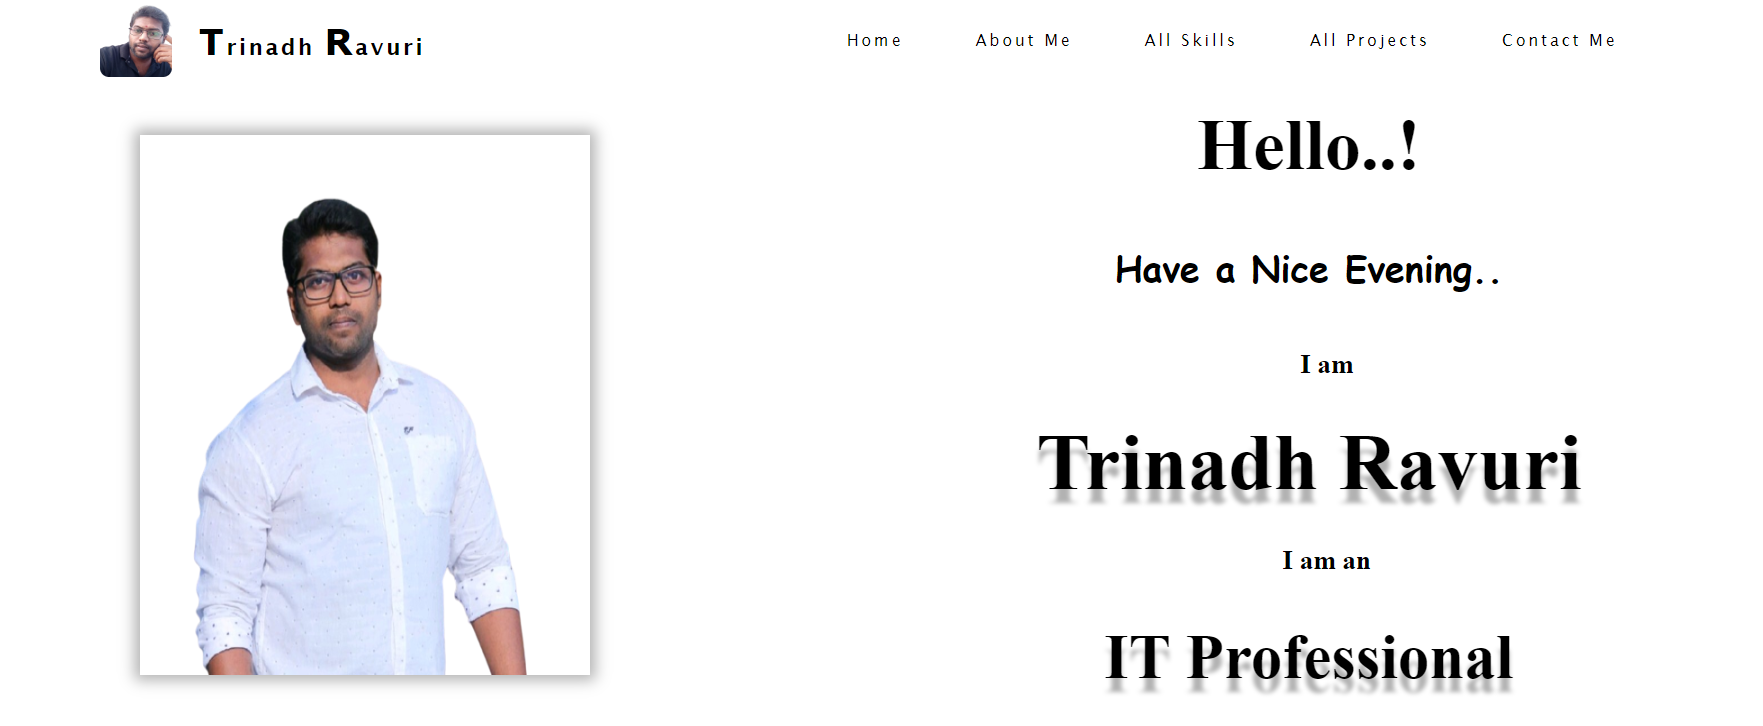 Trinadh Ravuri
Home About Me All Skills All Projects Contact Me
Hello..!
Have a Nice Evening..
I am
Trinadh Ravuri
I am an
IT Professional